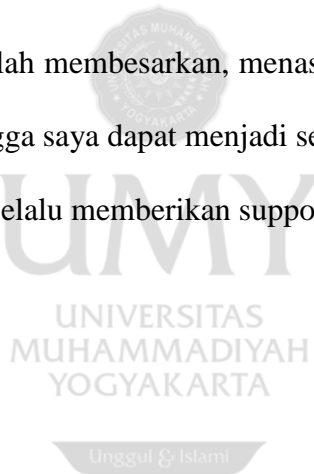 lah membesarkan, menas
gga saya dapat menjadi se
elalu memberikan suppo
UMY
UNIVERSITAS
MUHAMMADIYAH
YOGYAKARTA
Unggul & Islami